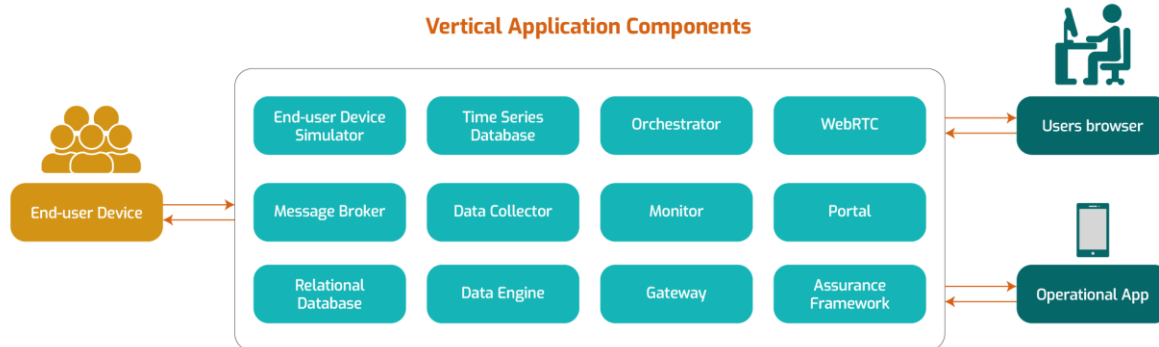 Vertical Application Components
End-user Device
Simulator
Time Series
Database
Orchestrator
WebRTC
Users browser
End-user Device
Message Broker
Data Collector
Monitor
Portal
Relational
Database
Data Engine
Gateway
Assurance
Framework
Operational App